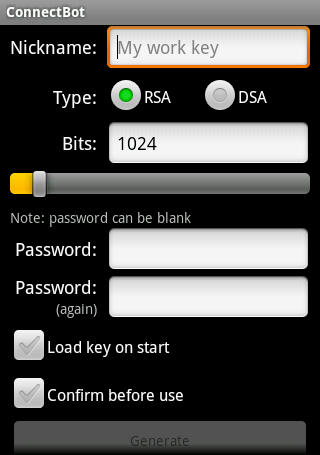 ConnectBot
Nickname: My work key
Type: RSA DSA
Bits: 1024
Note: password can be blank
Password:
Password:
(again)
Load key on start
Confirm before use
Generate